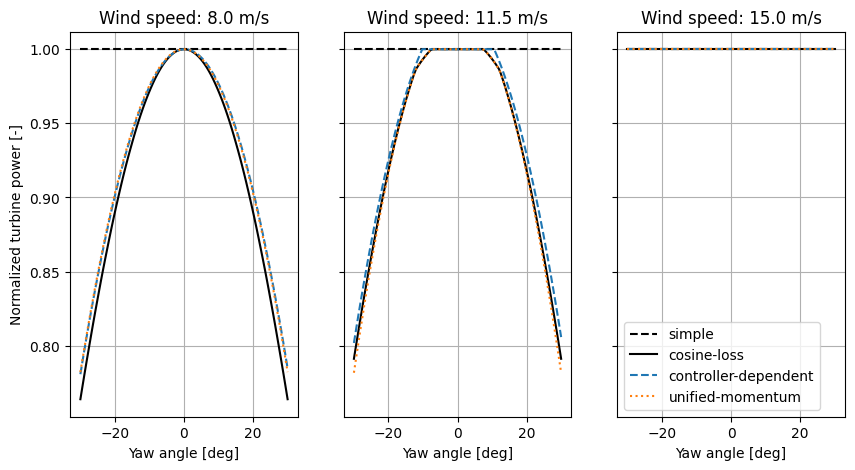 Wind speed: 8.0 m/s
Wind speed: 11.5 m/s
Wind speed: 15.0 m/s
Normalized turbine power [-]
1.00
0.95
0.90
0.85
0.80
simple
cosine-loss
controller-dependent
unified-momentum
−20 0 20
−20 0 20
−20 0 20
Yaw angle [deg]
Yaw angle [deg]
Yaw angle [deg]